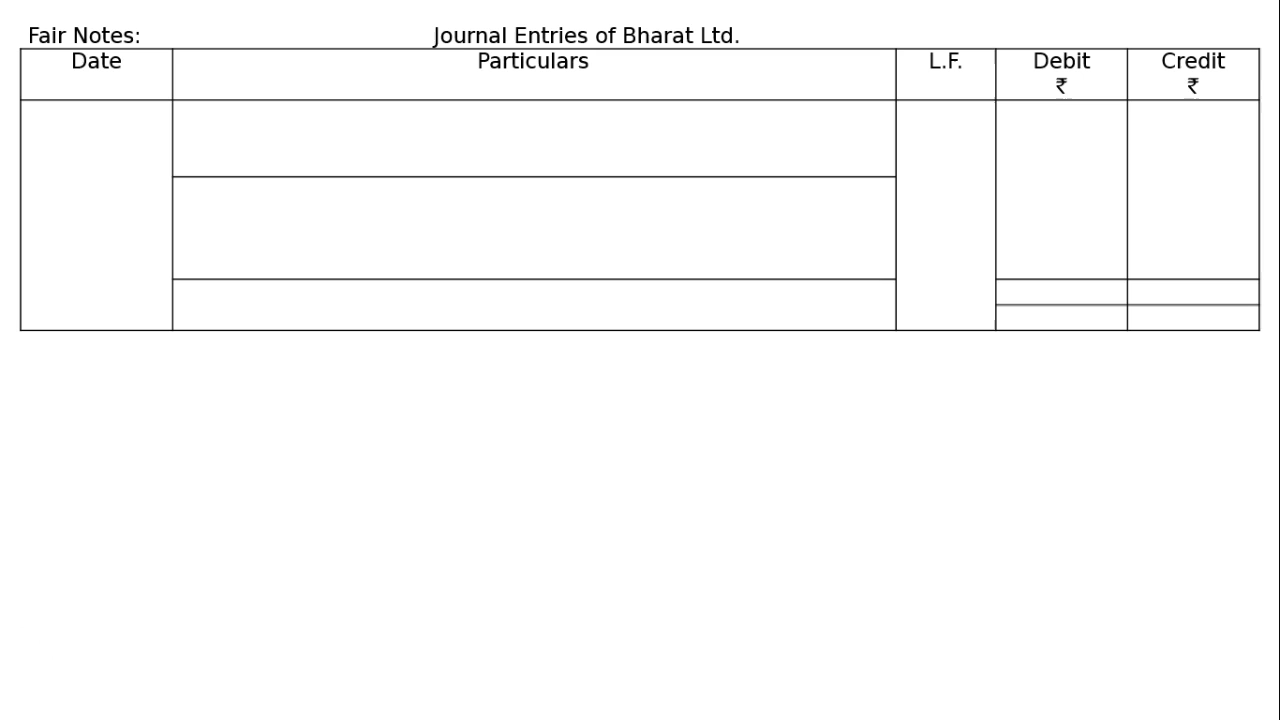 Fair Notes: Journal Entries of Bharat Ltd.
Date Particulars L.F. Debit Credit
₹ ₹